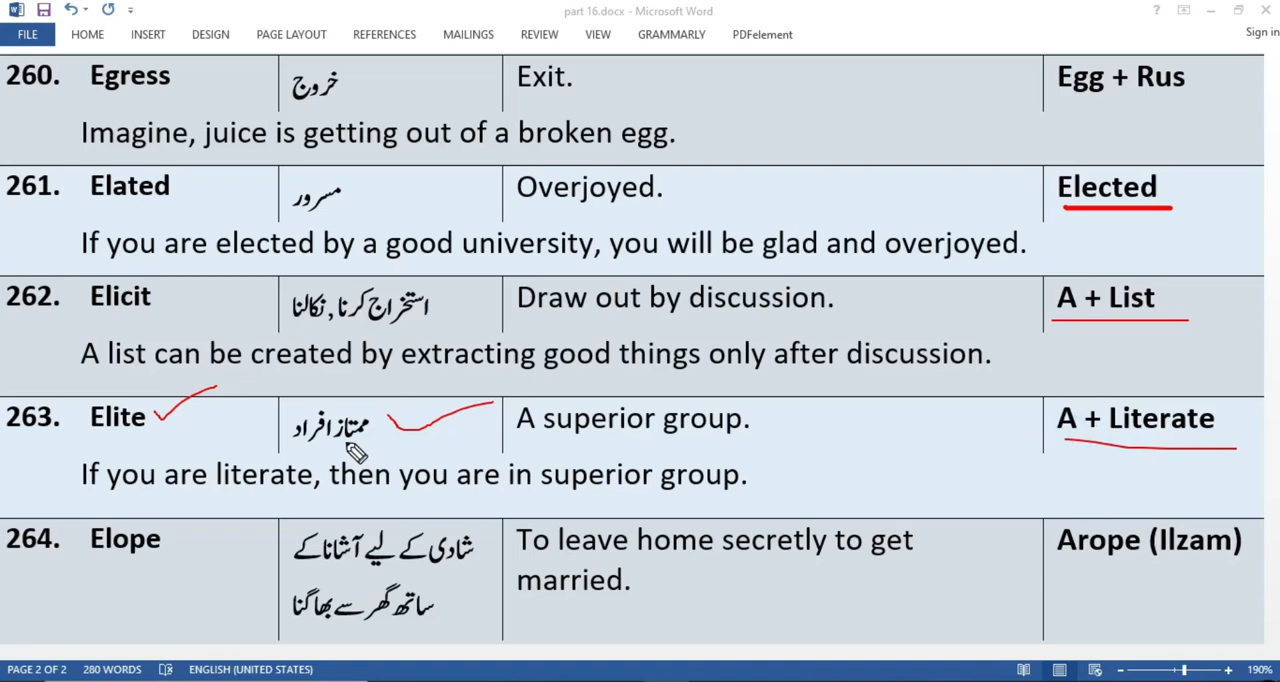 part 16.docx - Microsoft Word
FILE HOME INSERT DESIGN PAGE LAYOUT REFERENCES MAILINGS REVIEW VIEW GRAMMARLY PDFelement Sign in
260. Egress خروج Exit. Egg + Rus
Imagine, juice is getting out of a broken egg.
261. Elated مسرور Overjoyed. Elected
If you are elected by a good university, you will be glad and overjoyed.
262. Elicit استخراج کرنا, نکالنا Draw out by discussion. A + List
A list can be created by extracting good things only after discussion.
263. Elite ممتاز افراد A superior group. A + Literate
If you are literate, then you are in superior group.
264. Elope شادی کے لیے آشانا کے To leave home secretly to get Arope (Ilzam)
ساتھ گھر سے بھاگنا married.
PAGE 2 OF 2 280 WORDS ENGLISH (UNITED STATES) 190%